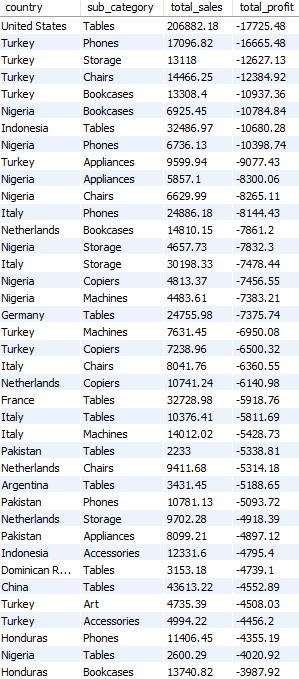 country sub_category total_sales total_profit
United States Tables 206882.18 -17725.48
Turkey Phones 17096.82 -16665.48
Turkey Storage 13118 -12627.13
Turkey Chairs 14466.25 -12384.92
Turkey Bookcases 13308.4 -10937.36
Nigeria Bookcases 6925.45 -10784.84
Indonesia Tables 32486.97 -10680.28
Nigeria Phones 6736.13 -10398.74
Turkey Appliances 9599.94 -9077.43
Nigeria Appliances 5857.1 -8300.06
Nigeria Chairs 6629.99 -8265.11
Italy Phones 24886.18 -8144.43
Netherlands Bookcases 14810.15 -7861.2
Nigeria Storage 4657.73 -7832.3
Italy Storage 30198.33 -7478.44
Nigeria Copiers 4813.37 -7456.55
Nigeria Machines 4483.61 -7383.21
Germany Tables 24755.98 -7375.74
Turkey Machines 7631.45 -6950.08
Turkey Copiers 7238.96 -6500.32
Italy Chairs 8041.76 -6360.55
Netherlands Copiers 10741.24 -6140.98
France Tables 32728.98 -5918.76
Italy Tables 10376.41 -5811.69
Italy Machines 14012.02 -5428.73
Pakistan Tables 2233 -5338.81
Netherlands Chairs 9411.68 -5314.18
Argentina Tables 3431.45 -5188.65
Pakistan Phones 10781.13 -5093.72
Netherlands Storage 9702.28 -4918.39
Pakistan Appliances 8099.21 -4897.12
Indonesia Accessories 12331.6 -4795.4
Dominican R... Tables 3153.18 -4739.1
China Tables 43613.22 -4552.89
Turkey Art 4735.39 -4508.03
Turkey Accessories 4994.22 -4456.2
Honduras Phones 11406.45 -4355.19
Nigeria Tables 2600.29 -4020.92
Honduras Bookcases 13740.82 -3987.92